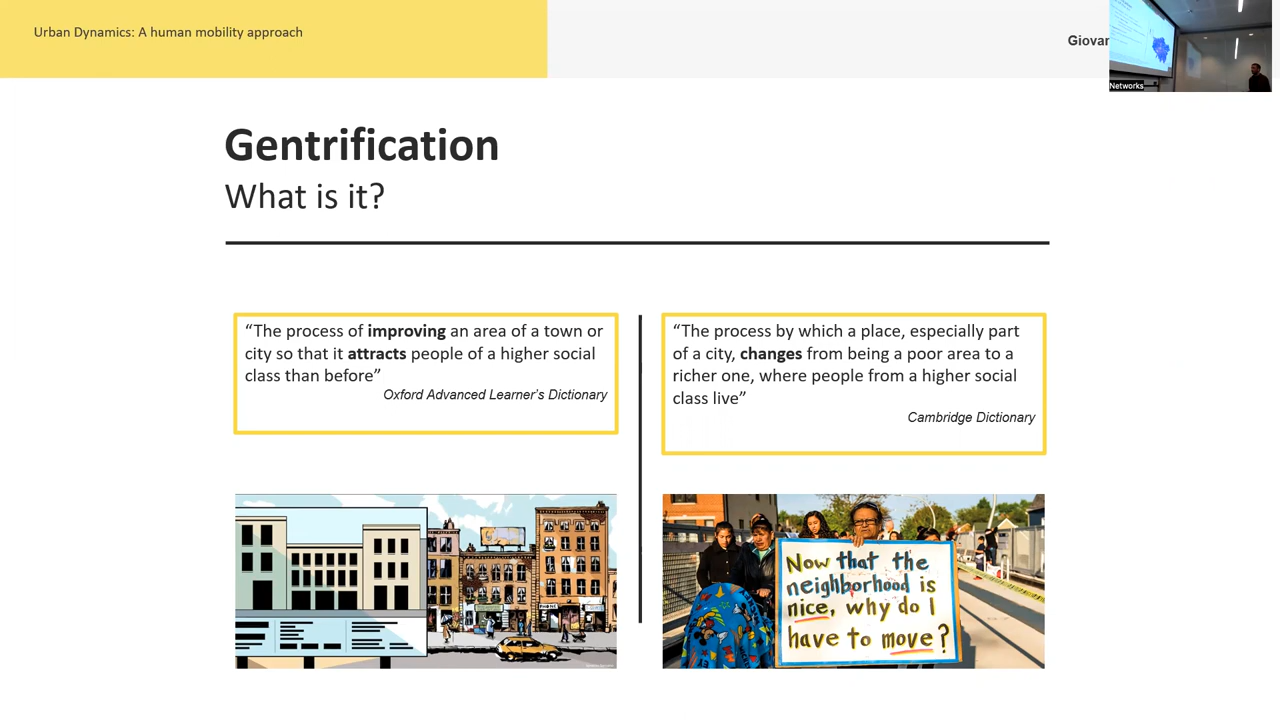 Urban Dynamics: A human mobility approach
Giovan
Networks
Gentrification
What is it?
“The process of improving an area of a town or
city so that it attracts people of a higher social
class than before”
Oxford Advanced Learner’s Dictionary
“The process by which a place, especially part
of a city, changes from being a poor area to a
richer one, where people from a higher social
class live”
Cambridge Dictionary
Now that the
neighborhood is
nice, why do I
have to move?